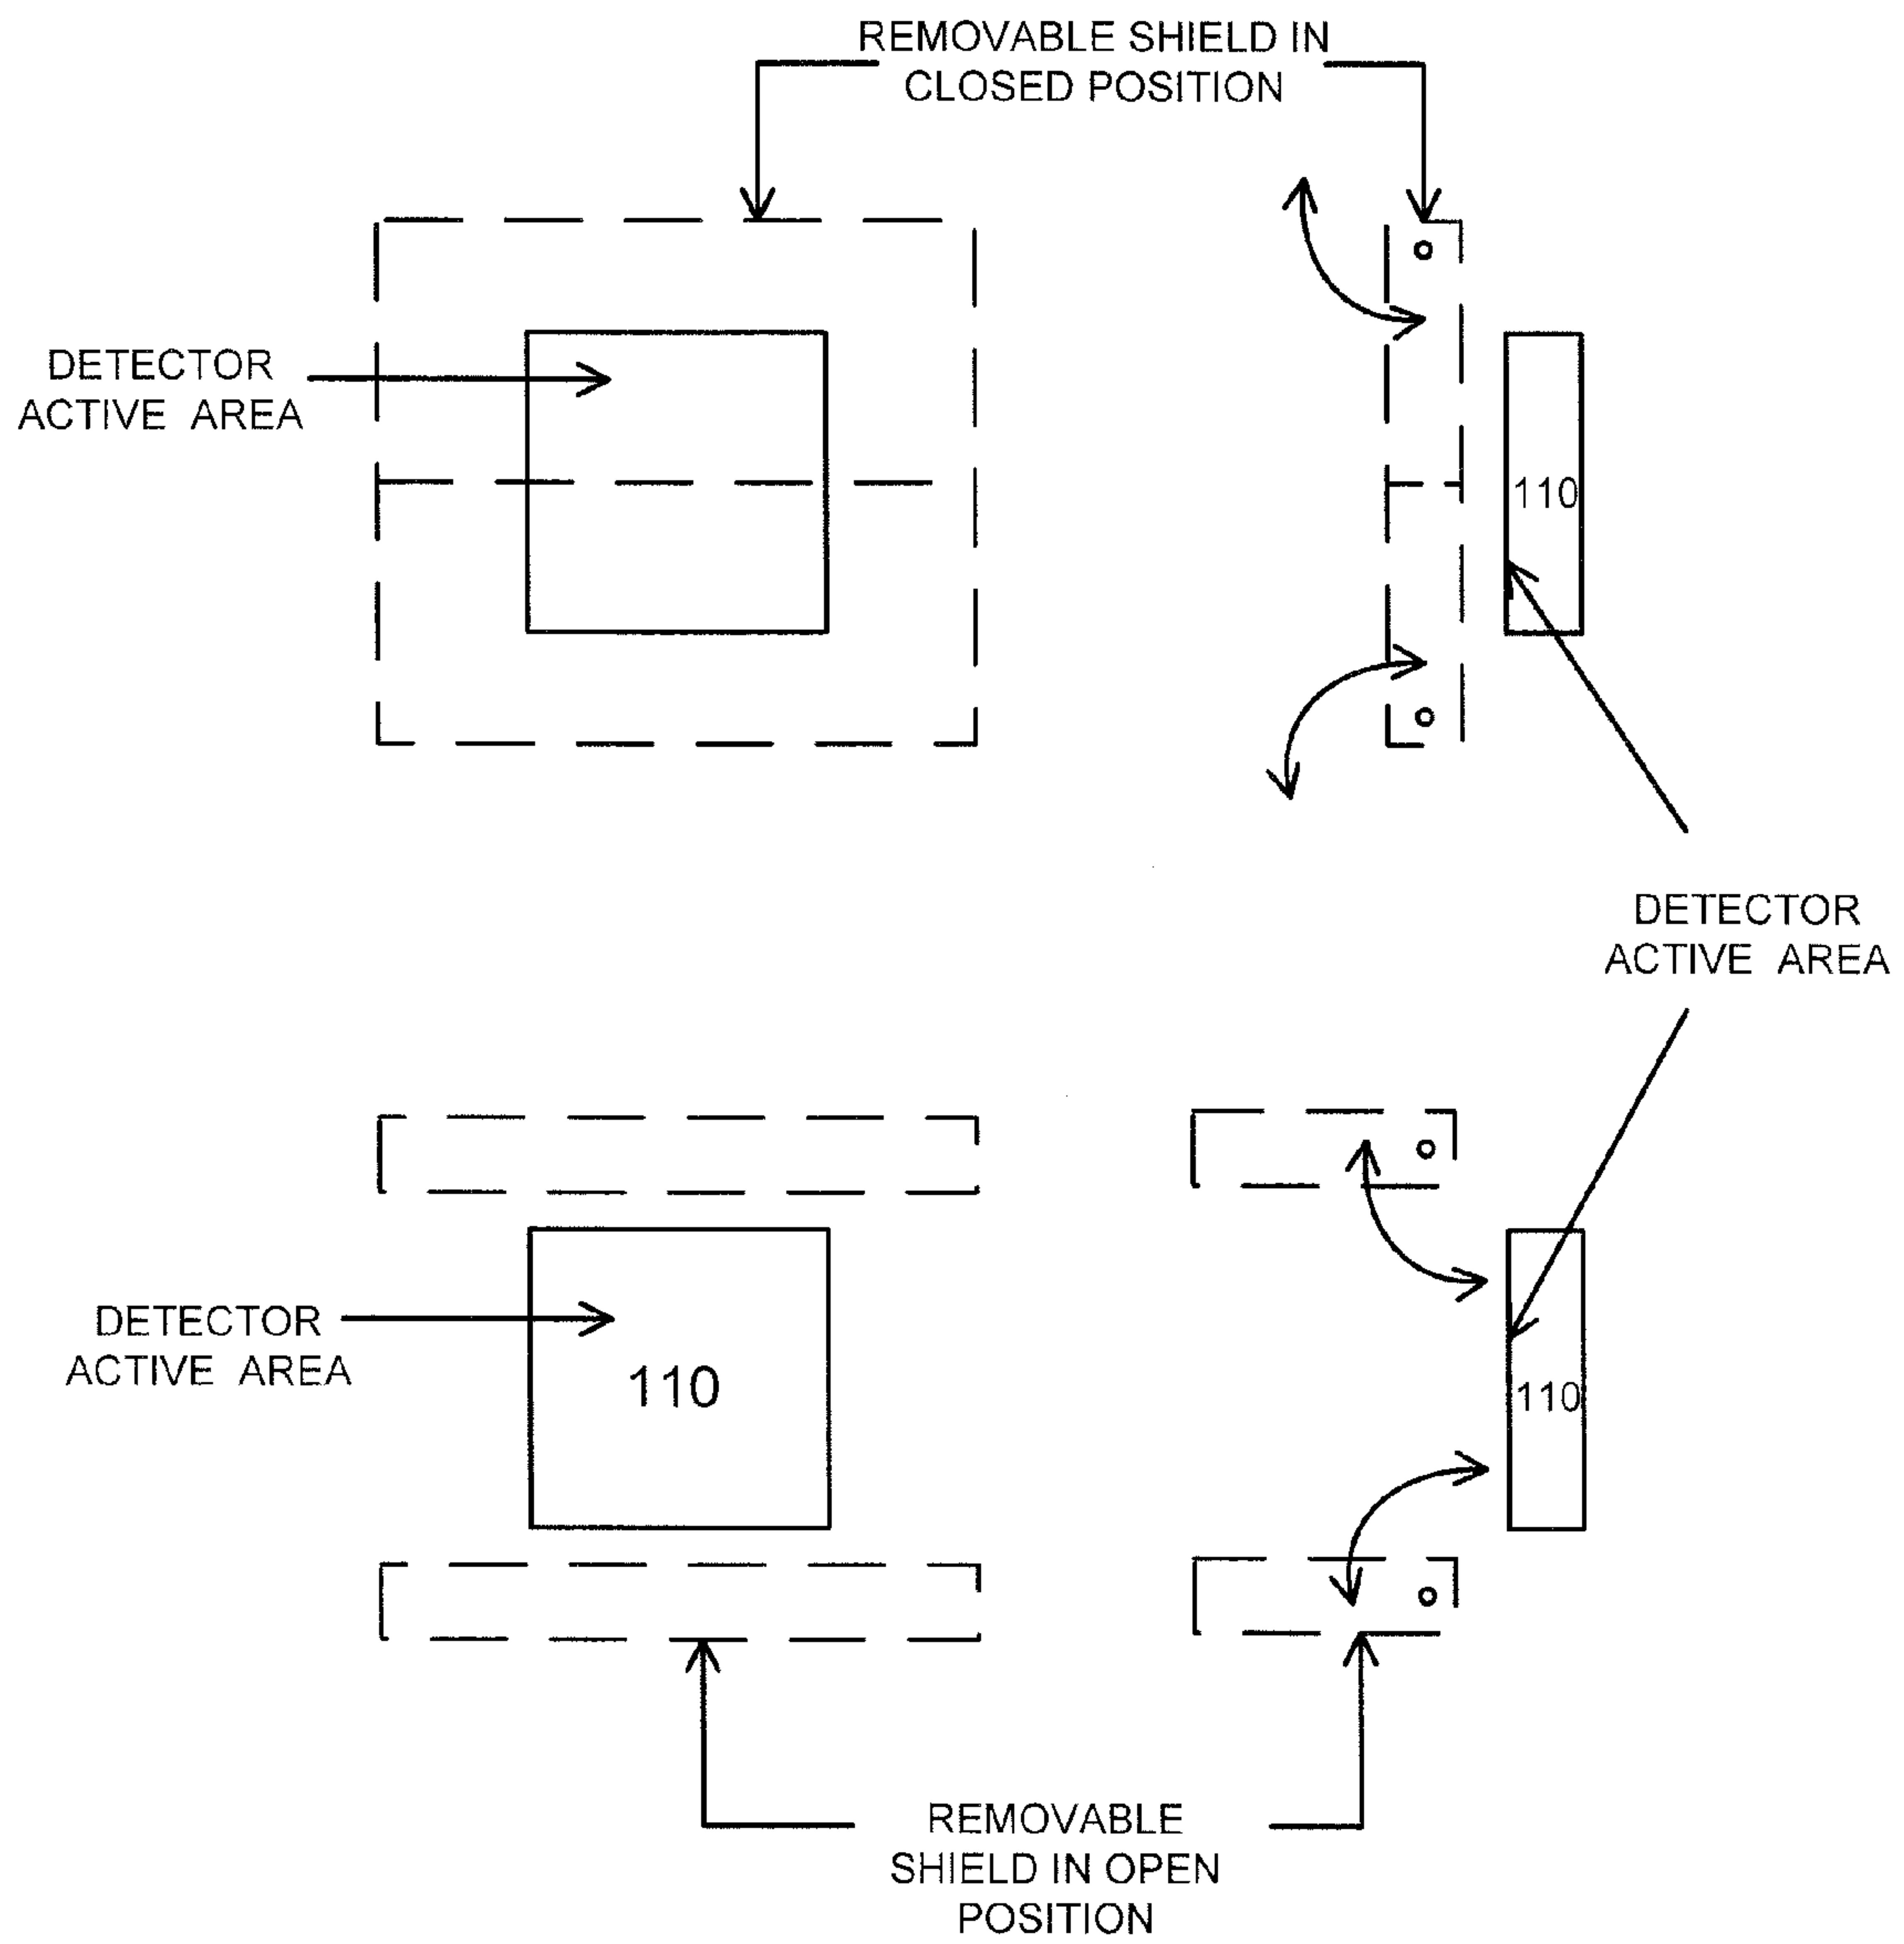 REMOVABLE SHIELD IN
CLOSED POSITION
DETECTOR
ACTIVE AREA
110
DETECTOR
ACTIVE AREA
DETECTOR
ACTIVE AREA
110
110
REMOVABLE
SHIELD IN OPEN
POSITION